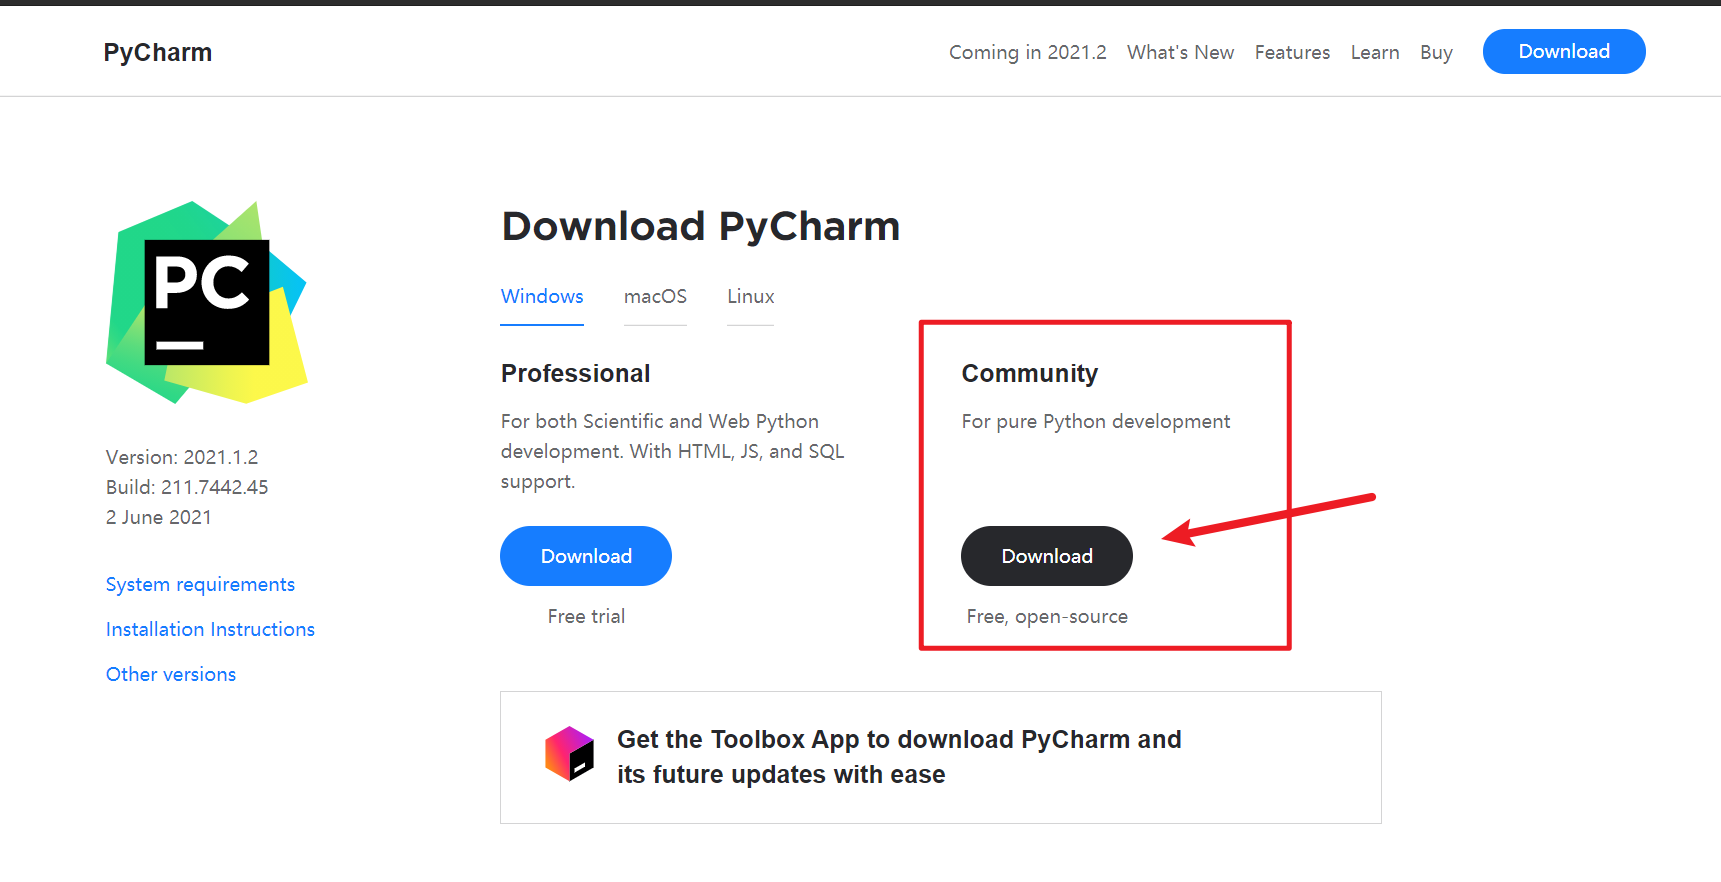 PyCharm
Coming in 2021.2 What's New Features Learn Buy Download
PC
Version: 2021.1.2
Build: 211.7442.45
2 June 2021
System requirements
Installation Instructions
Other versions
Download PyCharm
Windows macOS Linux
Professional
For both Scientific and Web Python
development. With HTML, JS, and SQL
support.
Download
Free trial
Community
For pure Python development
Download
Free, open-source
Get the Toolbox App to download PyCharm and
its future updates with ease